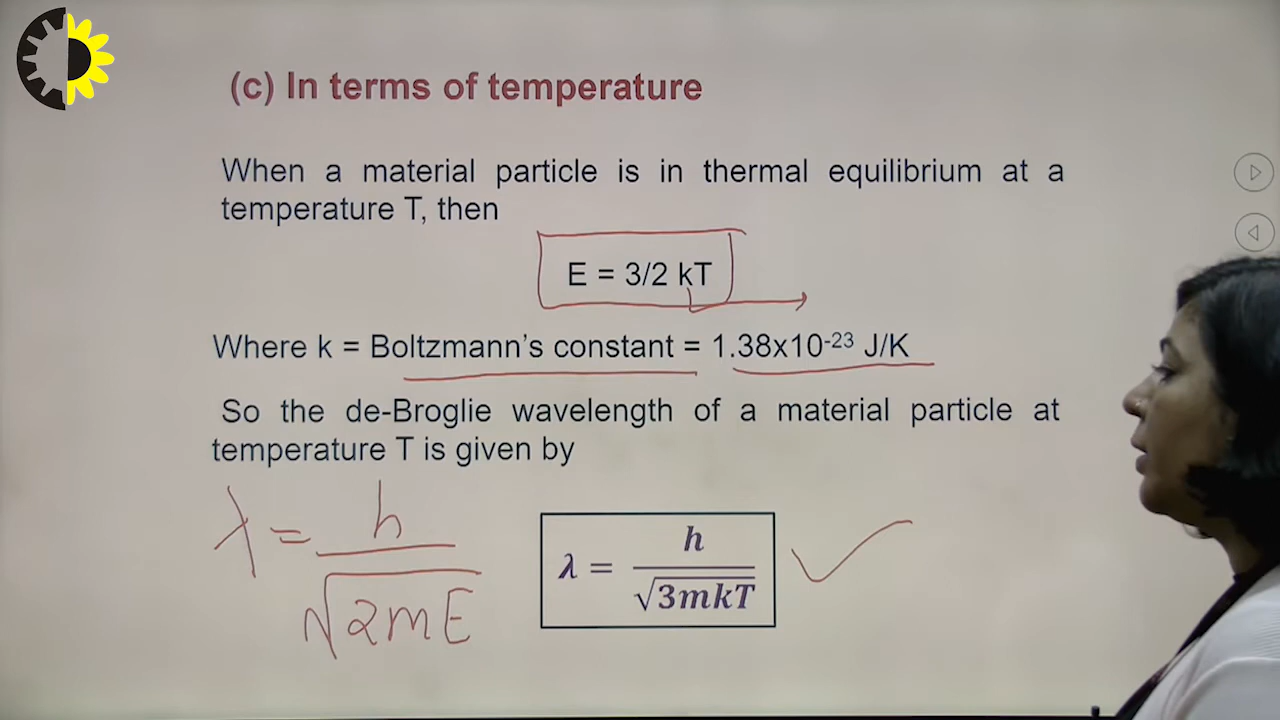 (c) In terms of temperature
When a material particle is in thermal equilibrium at a
temperature T, then
E = 3/2 kT
Where k = Boltzmann's constant = 1.38x10⁻²³ J/K
So the de-Broglie wavelength of a material particle at
temperature T is given by
λ = h / √2mE
λ = h / √3mkT